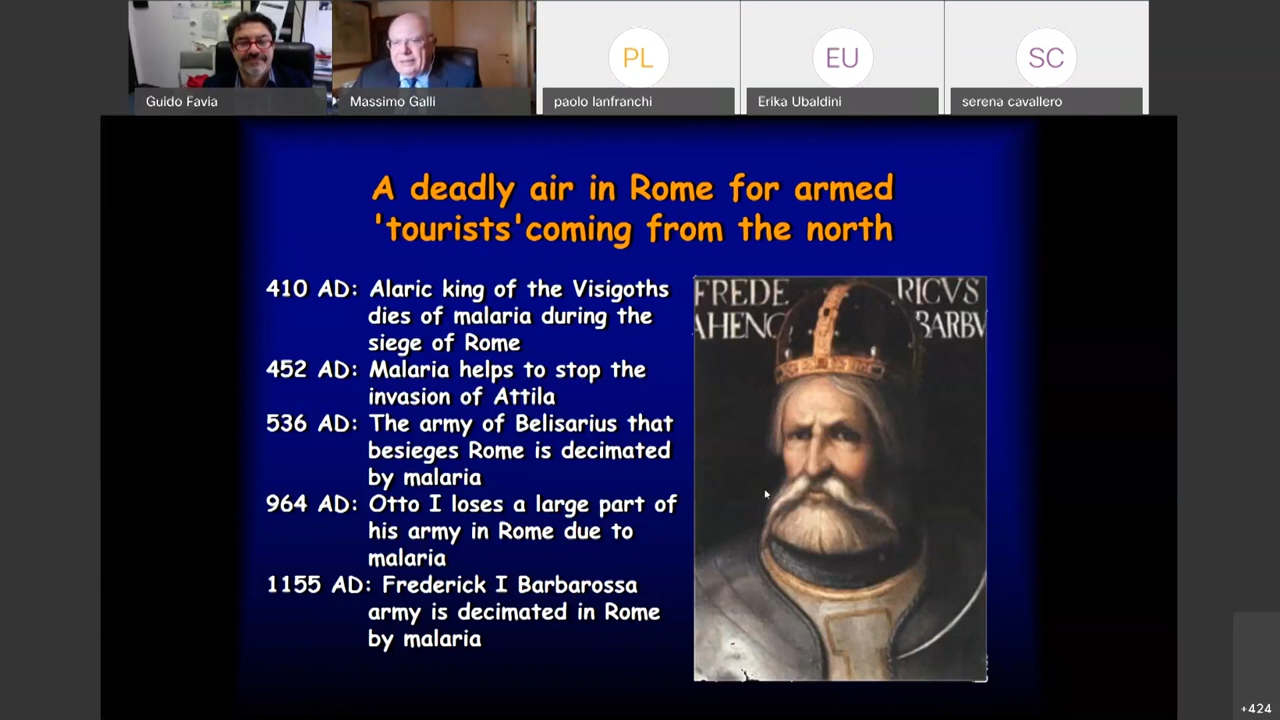 PL
EU
SC
Guido Favia
Massimo Galli
paolo lanfranchi
Erika Ubaldini
serena cavallero
A deadly air in Rome for armed
'tourists'coming from the north
410 AD: Alaric king of the Visigoths
dies of malaria during the
siege of Rome
452 AD: Malaria helps to stop the
invasion of Attila
536 AD: The army of Belisarius that
besieges Rome is decimated
by malaria
964 AD: Otto I loses a large part of
his army in Rome due to
malaria
1155 AD: Frederick I Barbarossa
army is decimated in Rome
by malaria
FREDE RICVS
AHENO BARBV
+424